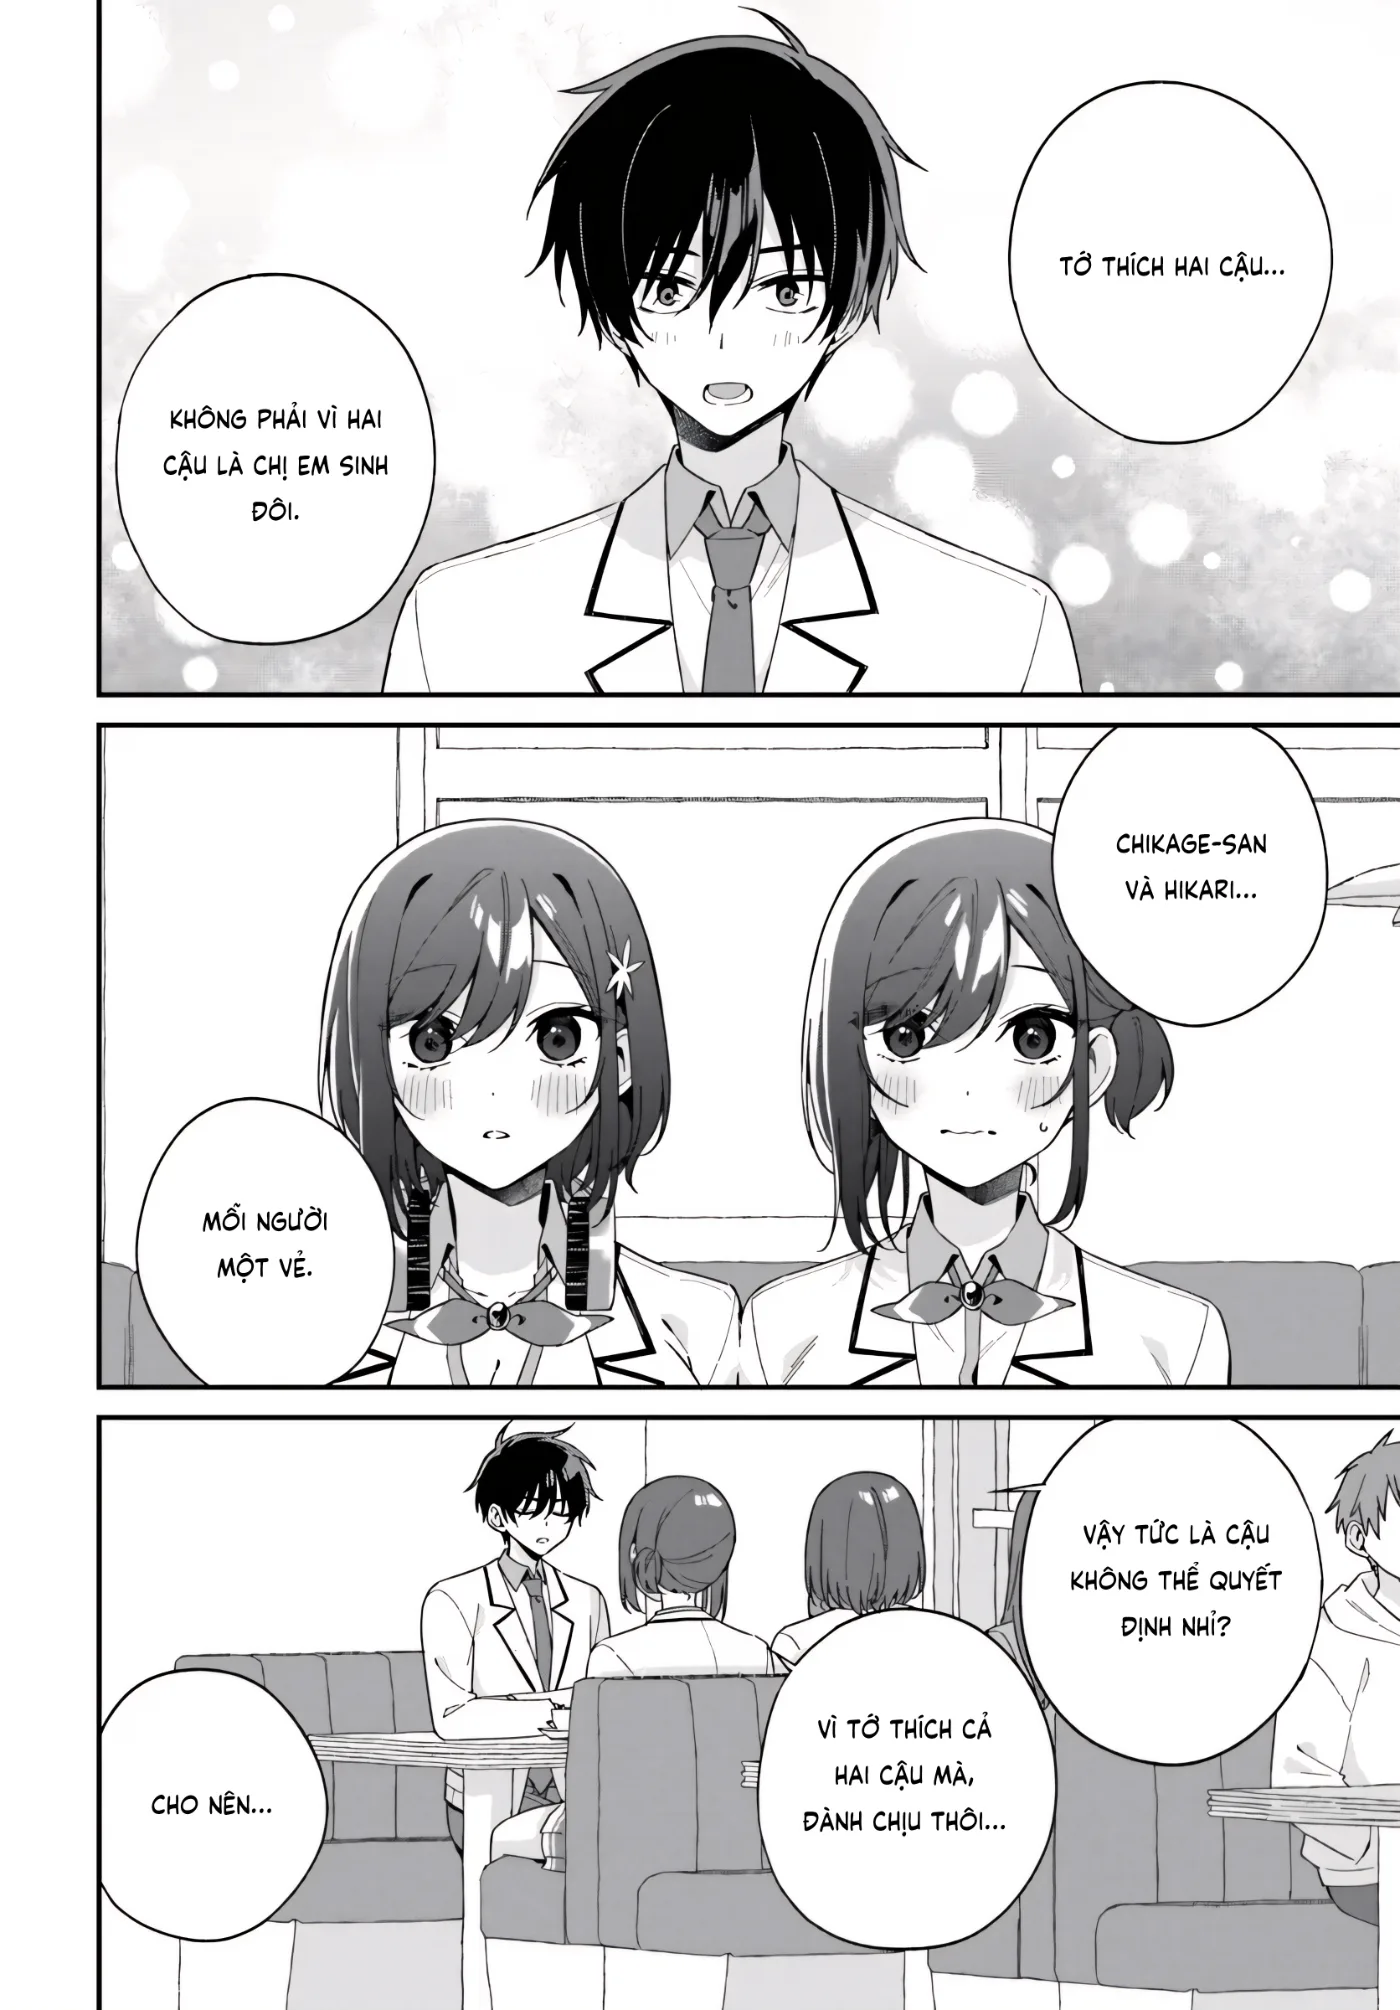 TỚ THÍCH HAI CẬU...
KHÔNG PHẢI VÌ HAI
CẬU LÀ CHỊ EM SINH
ĐÔI.
CHIKAGE-SAN
VÀ HIKARI...
MỖI NGƯỜI
MỘT VẺ.
VẬY TỨC LÀ CẬU
KHÔNG THỂ QUYẾT
ĐỊNH NHỈ?
VÌ TỚ THÍCH CẢ
HAI CẬU MÀ,
ĐÀNH CHỊU THÔI...
CHO NÊN...